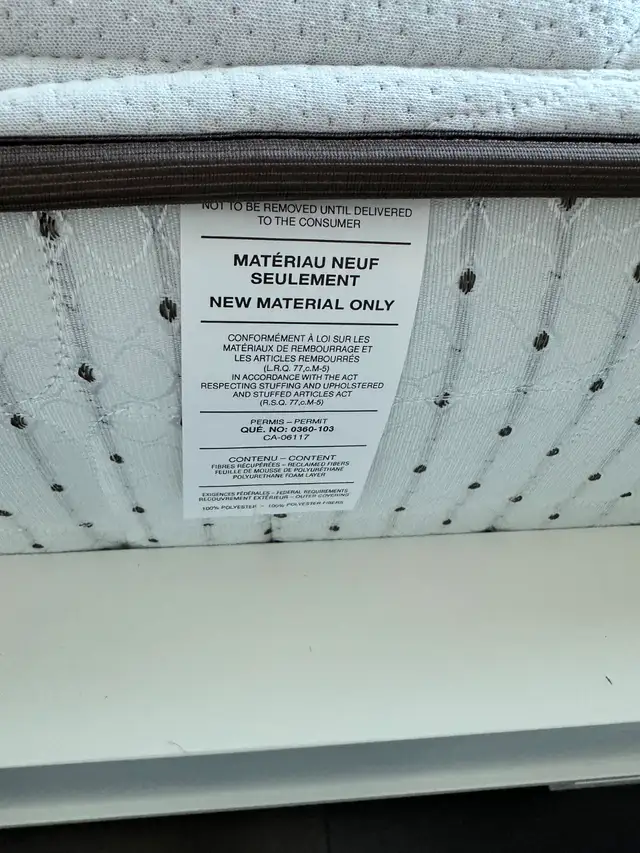 NOT TO BE REMOVED UNTIL DELIVERED
TO THE CONSUMER
MATÉRIAU NEUF
SEULEMENT
NEW MATERIAL ONLY
CONFORMÉMENT À LOI SUR LES
MATÉRIAUX DE REMBOURRAGE ET
LES ARTICLES REMBOURRÉS
(L.R.Q. 77,c.M-5)
IN ACCORDANCE WITH THE ACT
RESPECTING STUFFING AND UPHOLSTERED
AND STUFFED ARTICLES ACT
(R.S.Q. 77,c.M-5)
PERMIS – PERMIT
QUÉ. NO: 0360-103
CA-06117
CONTENU – CONTENT
FIBRES RÉCUPÉRÉES – RECLAIMED FIBERS
FEUILLE DE MOUSSE DE POLYURÉTHANE
POLYURETHANE FOAM LAYER
EXIGENCES FÉDÉRALES – FEDERAL REQUIREMENTS
RECOUVREMENT EXTÉRIEUR – OUTER COVERING
100% POLYESTER – 100% POLYESTER FIBERS